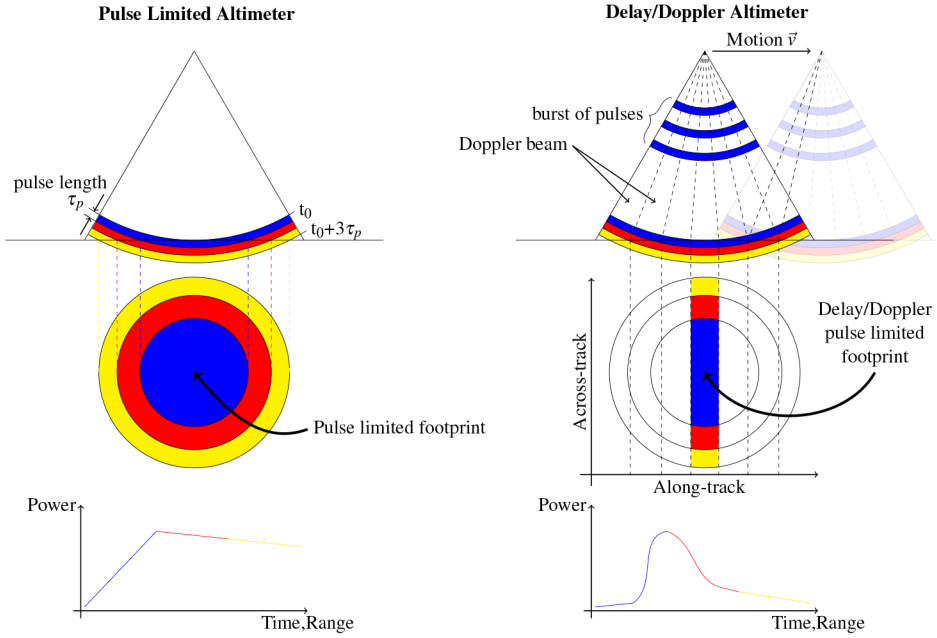 Pulse Limited Altimeter
pulse length
τp
t0
t0+3τp
Pulse limited footprint
Power
Time,Range
Delay/Doppler Altimeter
Motion v⃗
burst of pulses
Doppler beam
Delay/Doppler
pulse limited
footprint
Across-track
Along-track
Power
Time,Range